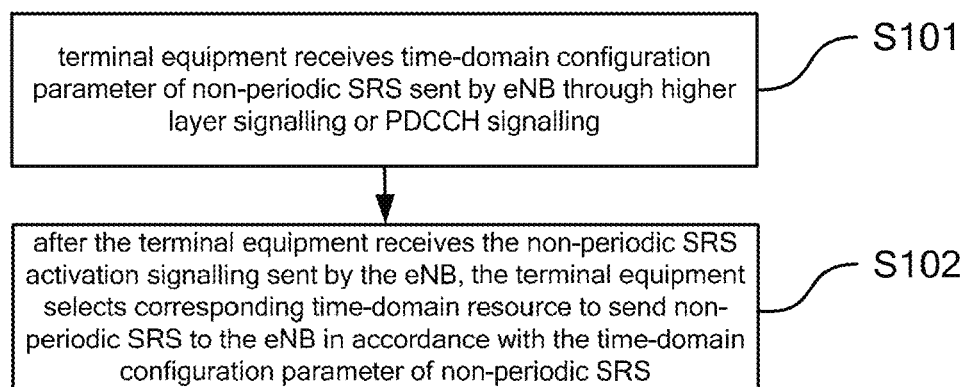 terminal equipment receives time-domain configuration
parameter of non-periodic SRS sent by eNB through higher
layer signalling or PDCCH signalling
S101
after the terminal equipment receives the non-periodic SRS
activation signalling sent by the eNB, the terminal equipment
selects corresponding time-domain resource to send non-
periodic SRS to the eNB in accordance with the time-domain
configuration parameter of non-periodic SRS
S102